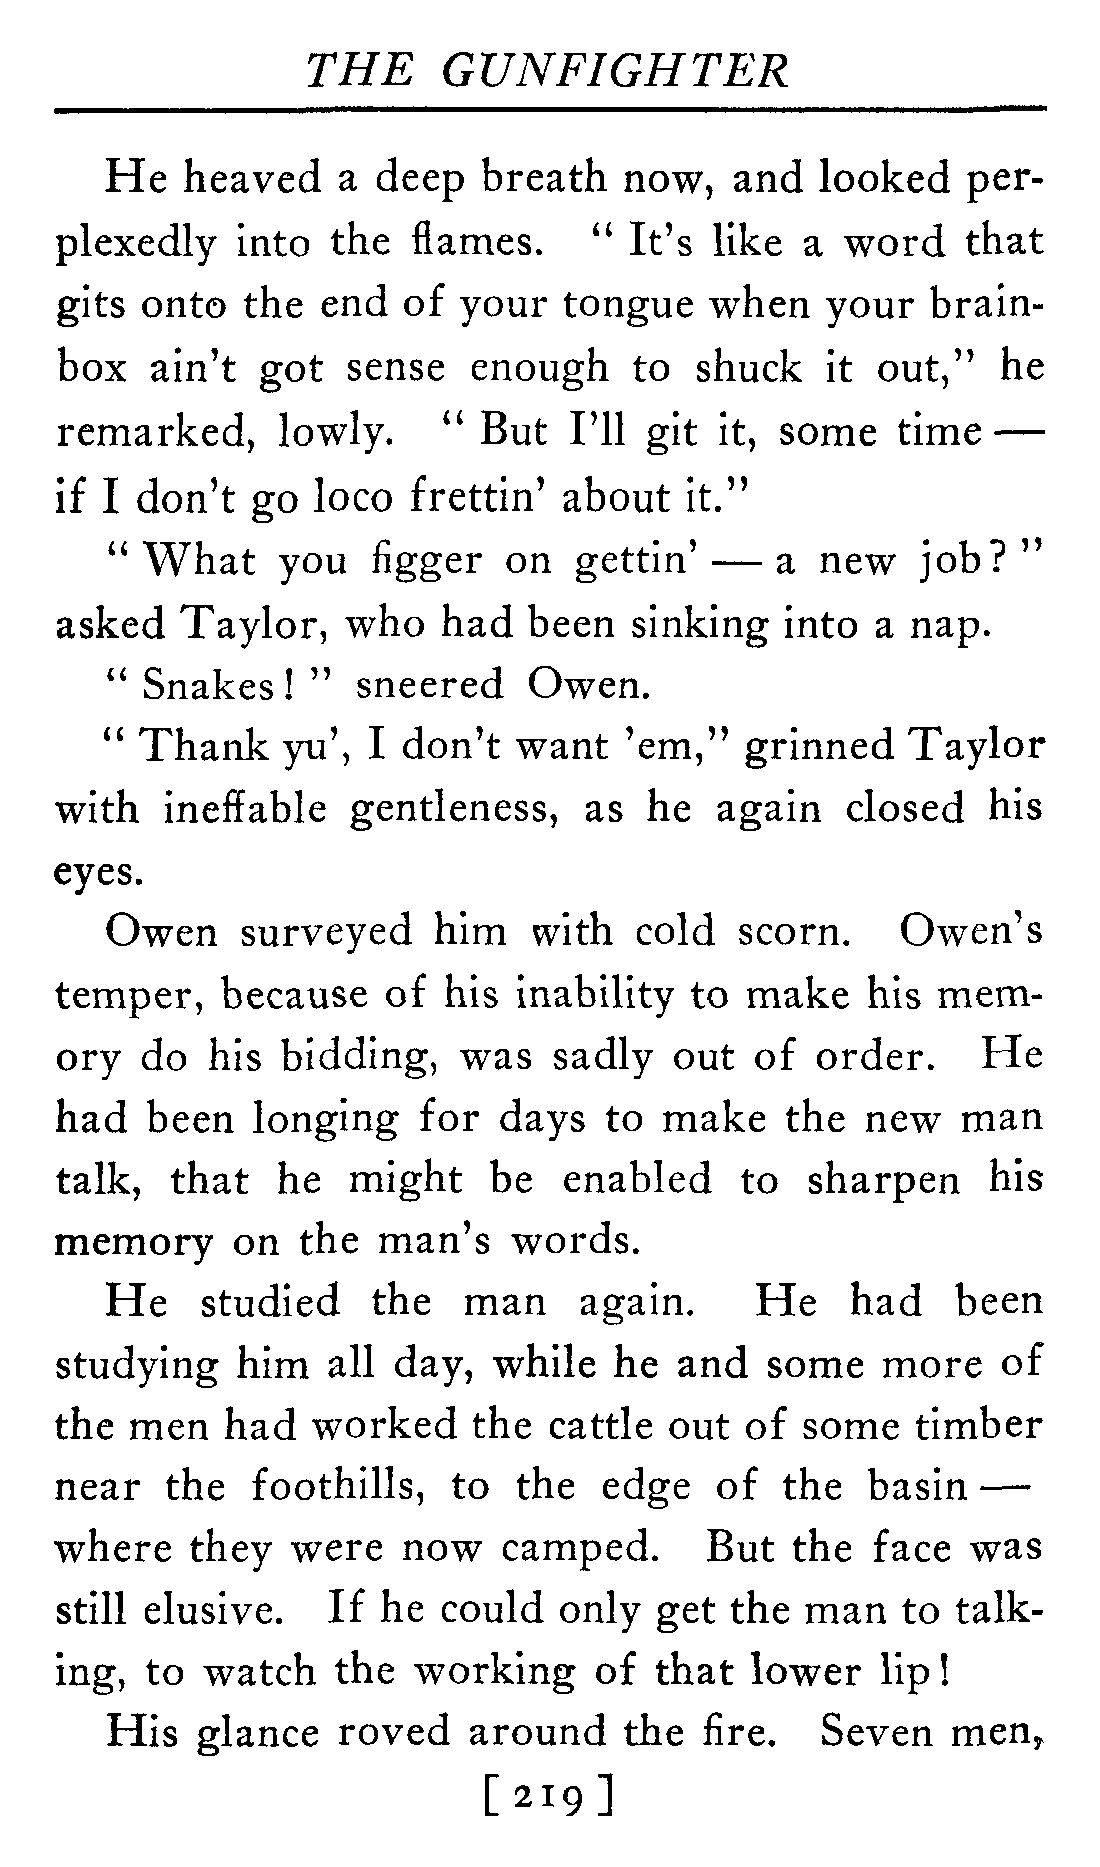 THE GUNFIGHTER
He heaved a deep breath now, and looked per-
plexedly into the flames. " It's like a word that
gits onto the end of your tongue when your brain-
box ain't got sense enough to shuck it out," he
remarked, lowly. " But I'll git it, some time —
if I don't go loco frettin' about it."
" What you figger on gettin' — a new job? "
asked Taylor, who had been sinking into a nap.
" Snakes! " sneered Owen.
" Thank yu', I don't want 'em," grinned Taylor
with ineffable gentleness, as he again closed his
eyes.
Owen surveyed him with cold scorn. Owen's
temper, because of his inability to make his mem-
ory do his bidding, was sadly out of order. He
had been longing for days to make the new man
talk, that he might be enabled to sharpen his
memory on the man's words.
He studied the man again. He had been
studying him all day, while he and some more of
the men had worked the cattle out of some timber
near the foothills, to the edge of the basin —
where they were now camped. But the face was
still elusive. If he could only get the man to talk-
ing, to watch the working of that lower lip!
His glance roved around the fire. Seven men,
[ 219 ]